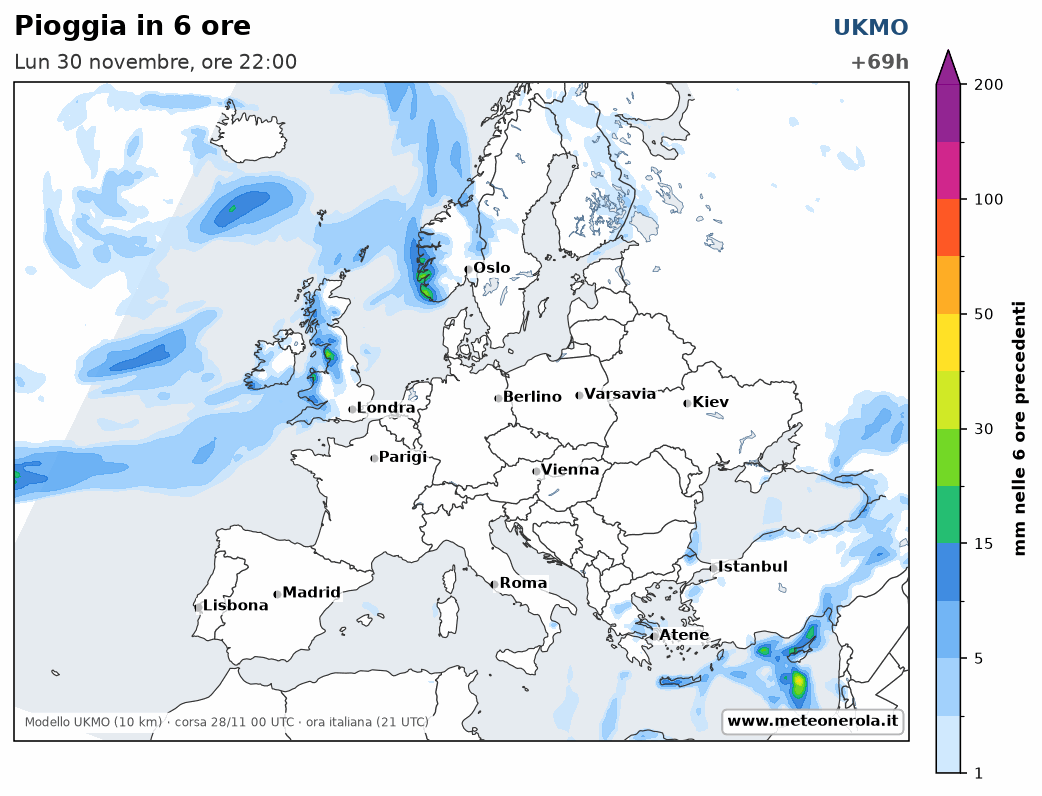 Pioggia in 6 ore
UKMO
Lun 30 novembre, ore 22:00
+69h
200
100
50
30
15
5
1
mm nelle 6 ore precedenti
Oslo
Londra
Berlino
Varsavia
Kiev
Parigi
Vienna
Istanbul
Roma
Madrid
Lisbona
Atene
Modello UKMO (10 km) · corsa 28/11 00 UTC · ora italiana (21 UTC)
www.meteonerola.it